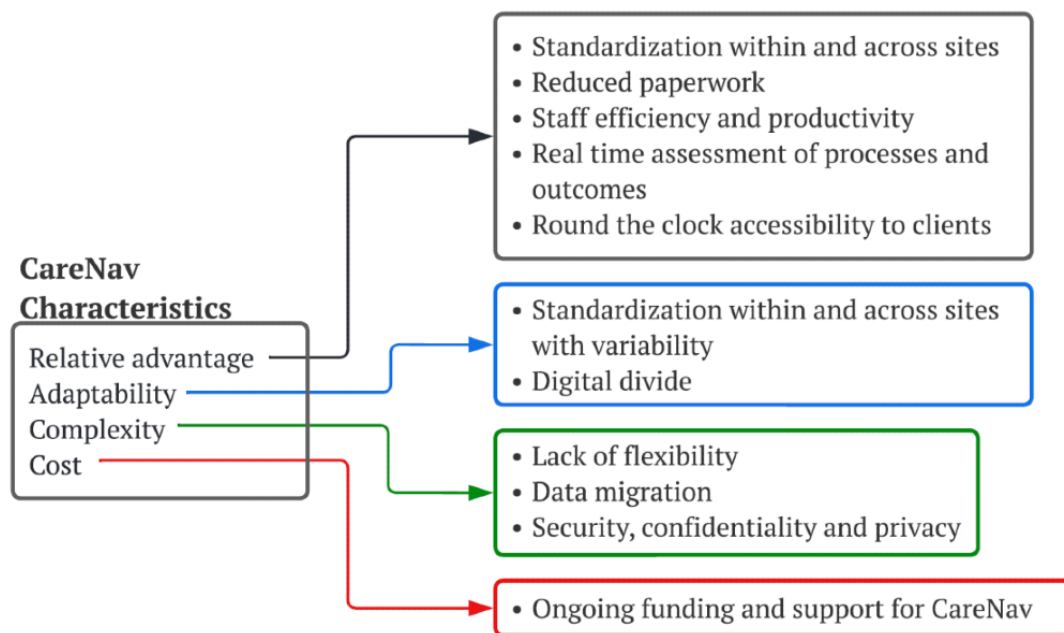 CareNav
Characteristics
Relative advantage
Adaptability
Complexity
Cost
• Standardization within and across sites
• Reduced paperwork
• Staff efficiency and productivity
• Real time assessment of processes and
outcomes
• Round the clock accessibility to clients
• Standardization within and across sites
with variability
• Digital divide
• Lack of flexibility
• Data migration
• Security, confidentiality and privacy
• Ongoing funding and support for CareNav